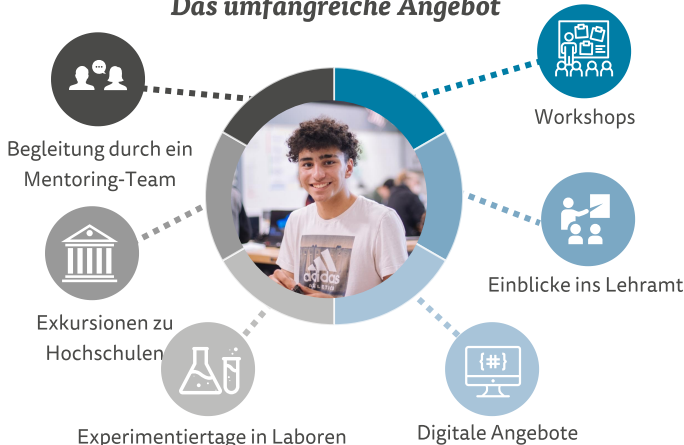 Das umfangreiche Angebot
Begleitung durch ein
Mentoring-Team
Workshops
Exkursionen zu
Hochschulen
Einblicke ins Lehramt
Experimentiertage in Laboren
Digitale Angebote
{#}
adidas